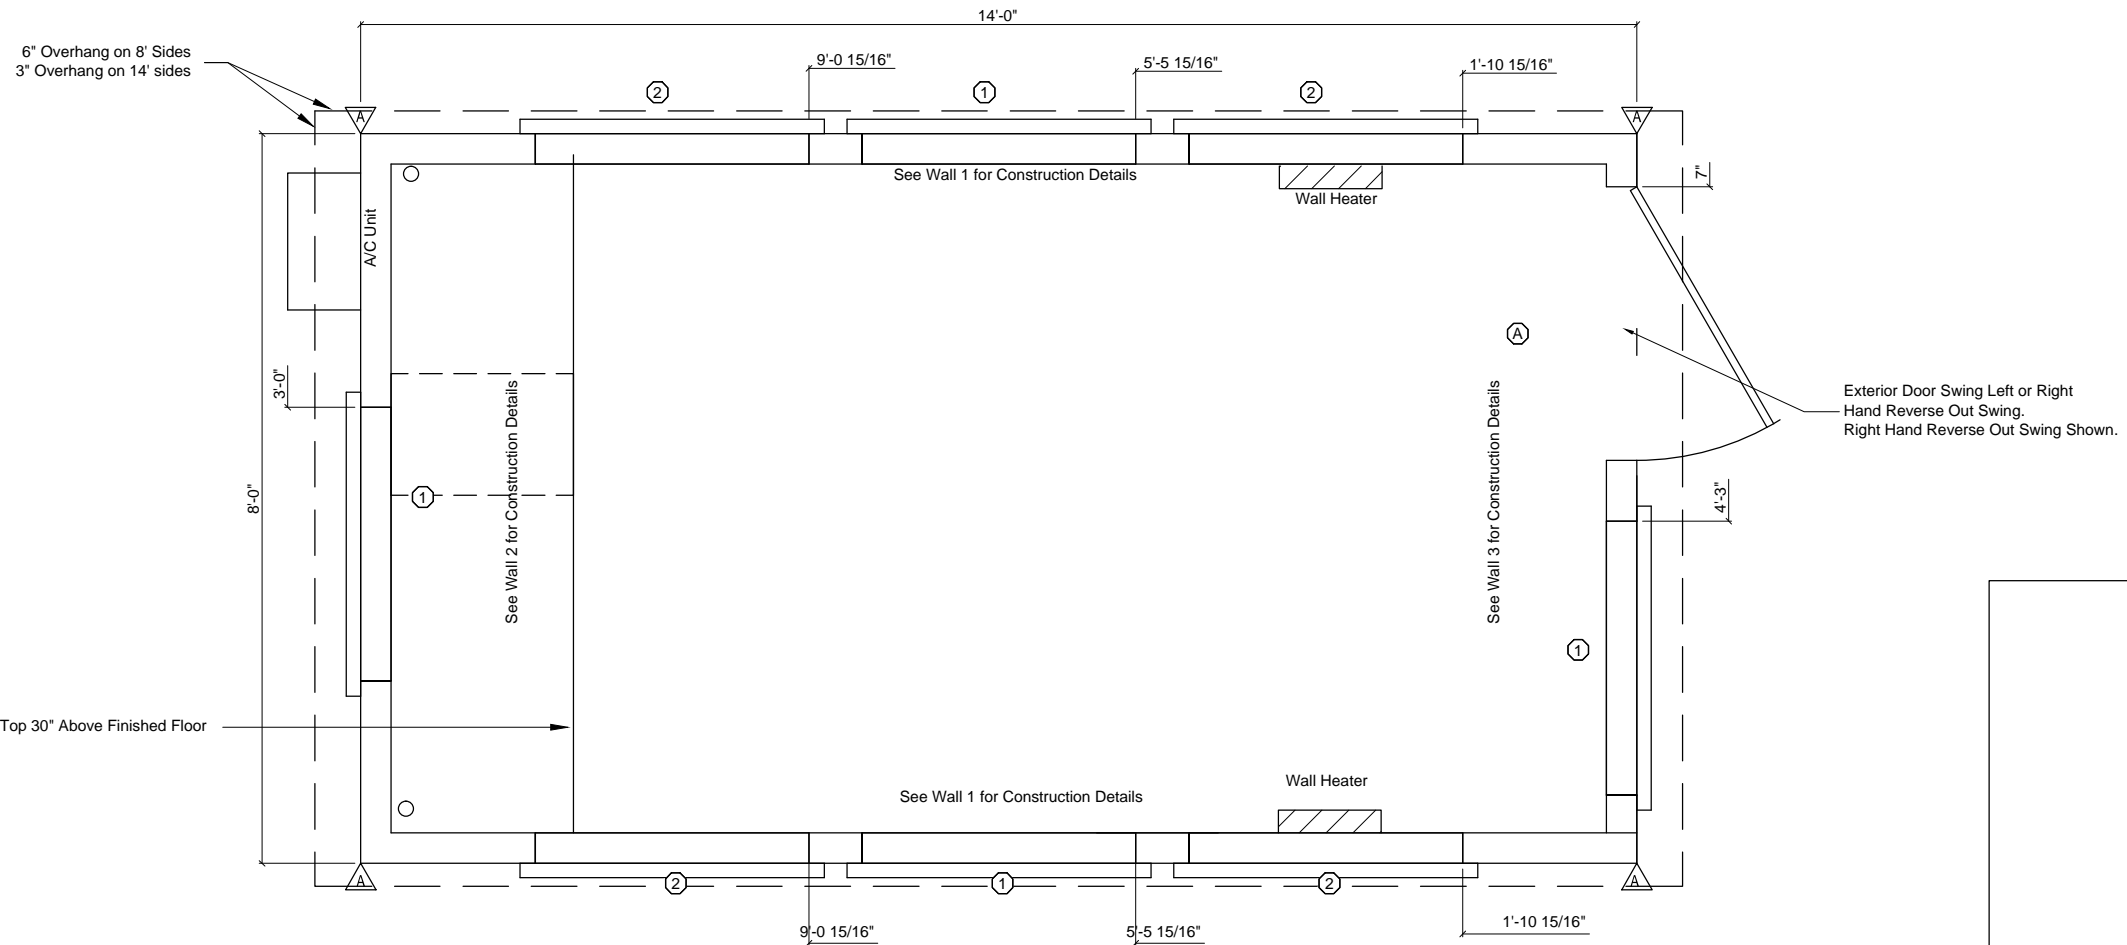 14'-0"
6" Overhang on 8' Sides
3" Overhang on 14' sides
9'-0 15/16"
5'-5 15/16"
1'-10 15/16"
2
1
2
A
A
See Wall 1 for Construction Details
7"
Wall Heater
A/C Unit
A
3'-0"
Exterior Door Swing Left or Right
Hand Reverse Out Swing.
Right Hand Reverse Out Swing Shown.
8'-0"
1
See Wall 2 for Construction Details
See Wall 3 for Construction Details
4'-3"
1
Top 30" Above Finished Floor
Wall Heater
See Wall 1 for Construction Details
A
2
1
2
A
9'-0 15/16"
5'-5 15/16"
1'-10 15/16"